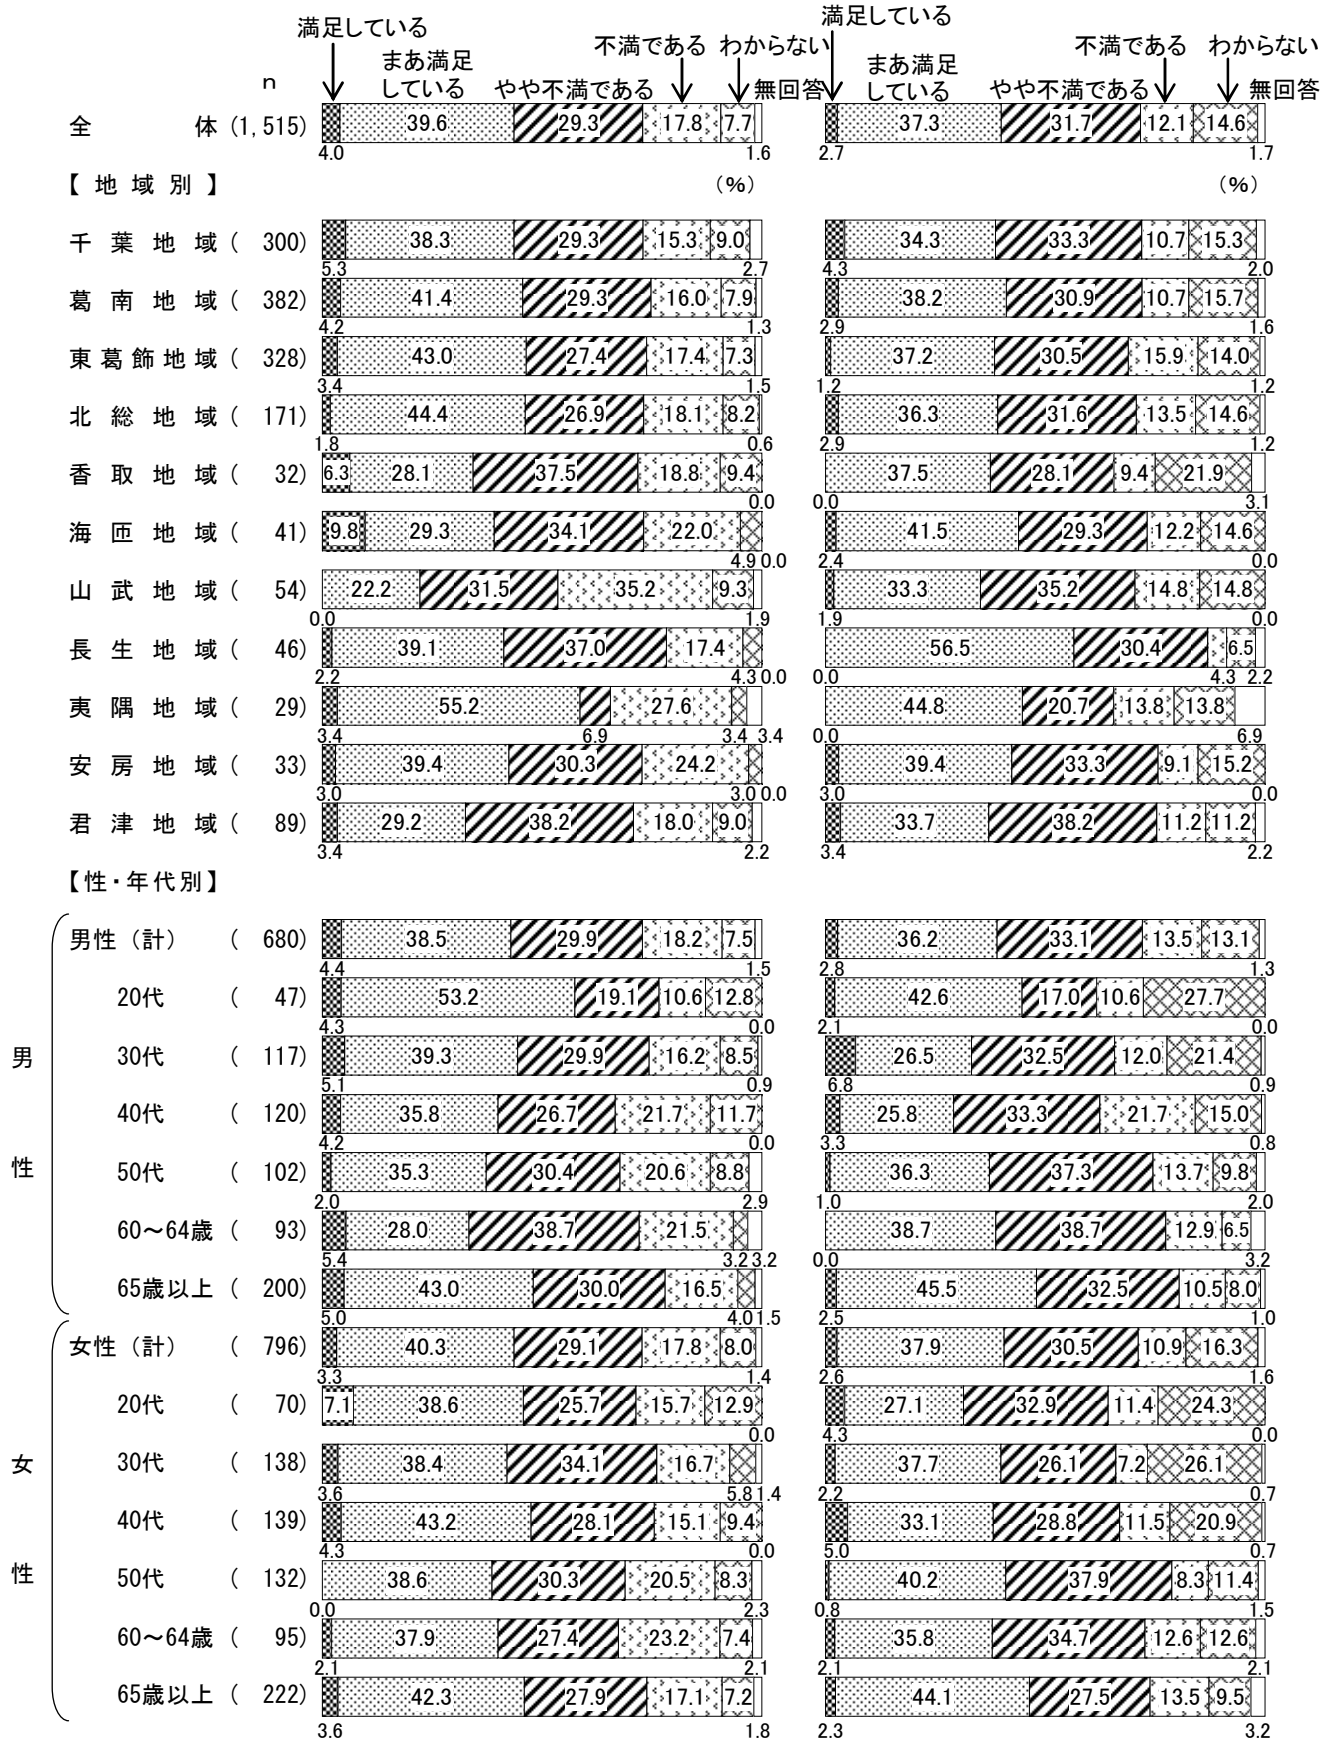 満足している 満足している
不満である わからない 不満である わからない
まあ満足 まあ満足
n している やや不満である 無回答 している やや不満である 無回答
全体 (1,515) 39.6 29.3 17.8 7.7 37.3 31.7 12.1 14.6
4.0 1.6 2.7 1.7
【地域別】 (%) (%)
千葉地域 ( 300) 38.3 29.3 15.3 9.0 34.3 33.3 10.7 15.3
5.3 2.7 4.3 2.0
葛南地域 ( 382) 41.4 29.3 16.0 7.9 38.2 30.9 10.7 15.7
4.2 1.3 2.9 1.6
東葛飾地域 ( 328) 43.0 27.4 17.4 7.3 37.2 30.5 15.9 14.0
3.4 1.5 1.2 1.2
北総地域 ( 171) 44.4 26.9 18.1 8.2 36.3 31.6 13.5 14.6
1.8 0.6 2.9 1.2
香取地域 ( 32) 6.3 28.1 37.5 18.8 9.4 37.5 28.1 9.4 21.9
0.0 0.0 3.1
海匝地域 ( 41) 9.8 29.3 34.1 22.0 41.5 29.3 12.2 14.6
4.9 0.0 2.4 0.0
山武地域 ( 54) 22.2 31.5 35.2 9.3 33.3 35.2 14.8 14.8
0.0 1.9 1.9 0.0
長生地域 ( 46) 39.1 37.0 17.4 56.5 30.4 6.5
2.2 4.3 0.0 0.0 4.3 2.2
夷隅地域 ( 29) 55.2 27.6 44.8 20.7 13.8 13.8
3.4 6.9 3.4 3.4 0.0 6.9
安房地域 ( 33) 39.4 30.3 24.2 39.4 33.3 9.1 15.2
3.0 3.0 0.0 3.0 0.0
君津地域 ( 89) 29.2 38.2 18.0 9.0 33.7 38.2 11.2 11.2
3.4 2.2 3.4 2.2
【性・年代別】
男性（計） ( 680) 38.5 29.9 18.2 7.5 36.2 33.1 13.5 13.1
4.4 1.5 2.8 1.3
20代 ( 47) 53.2 19.1 10.6 12.8 42.6 17.0 10.6 27.7
4.3 0.0 2.1 0.0
男 30代 ( 117) 39.3 29.9 16.2 8.5 26.5 32.5 12.0 21.4
5.1 0.9 6.8 0.9
40代 ( 120) 35.8 26.7 21.7 11.7 25.8 33.3 21.7 15.0
4.2 0.0 3.3 0.8
性 50代 ( 102) 35.3 30.4 20.6 8.8 36.3 37.3 13.7 9.8
2.0 2.9 1.0 2.0
60～64歳 ( 93) 28.0 38.7 21.5 38.7 38.7 12.9 6.5
5.4 3.2 3.2 0.0 3.2
65歳以上 ( 200) 43.0 30.0 16.5 45.5 32.5 10.5 8.0
5.0 4.0 1.5 2.5 1.0
女性（計） ( 796) 40.3 29.1 17.8 8.0 37.9 30.5 10.9 16.3
3.3 1.4 2.6 1.6
20代 ( 70) 7.1 38.6 25.7 15.7 12.9 27.1 32.9 11.4 24.3
0.0 4.3 0.0
女 30代 ( 138) 38.4 34.1 16.7 37.7 26.1 7.2 26.1
3.6 5.8 1.4 2.2 0.7
40代 ( 139) 43.2 28.1 15.1 9.4 33.1 28.8 11.5 20.9
4.3 0.0 5.0 0.7
性 50代 ( 132) 38.6 30.3 20.5 8.3 40.2 37.9 8.3 11.4
0.0 2.3 0.8 1.5
60～64歳 ( 95) 37.9 27.4 23.2 7.4 35.8 34.7 12.6 12.6
2.1 2.1 2.1 2.1
65歳以上 ( 222) 42.3 27.9 17.1 7.2 44.1 27.5 13.5 9.5
3.6 1.8 2.3 3.2